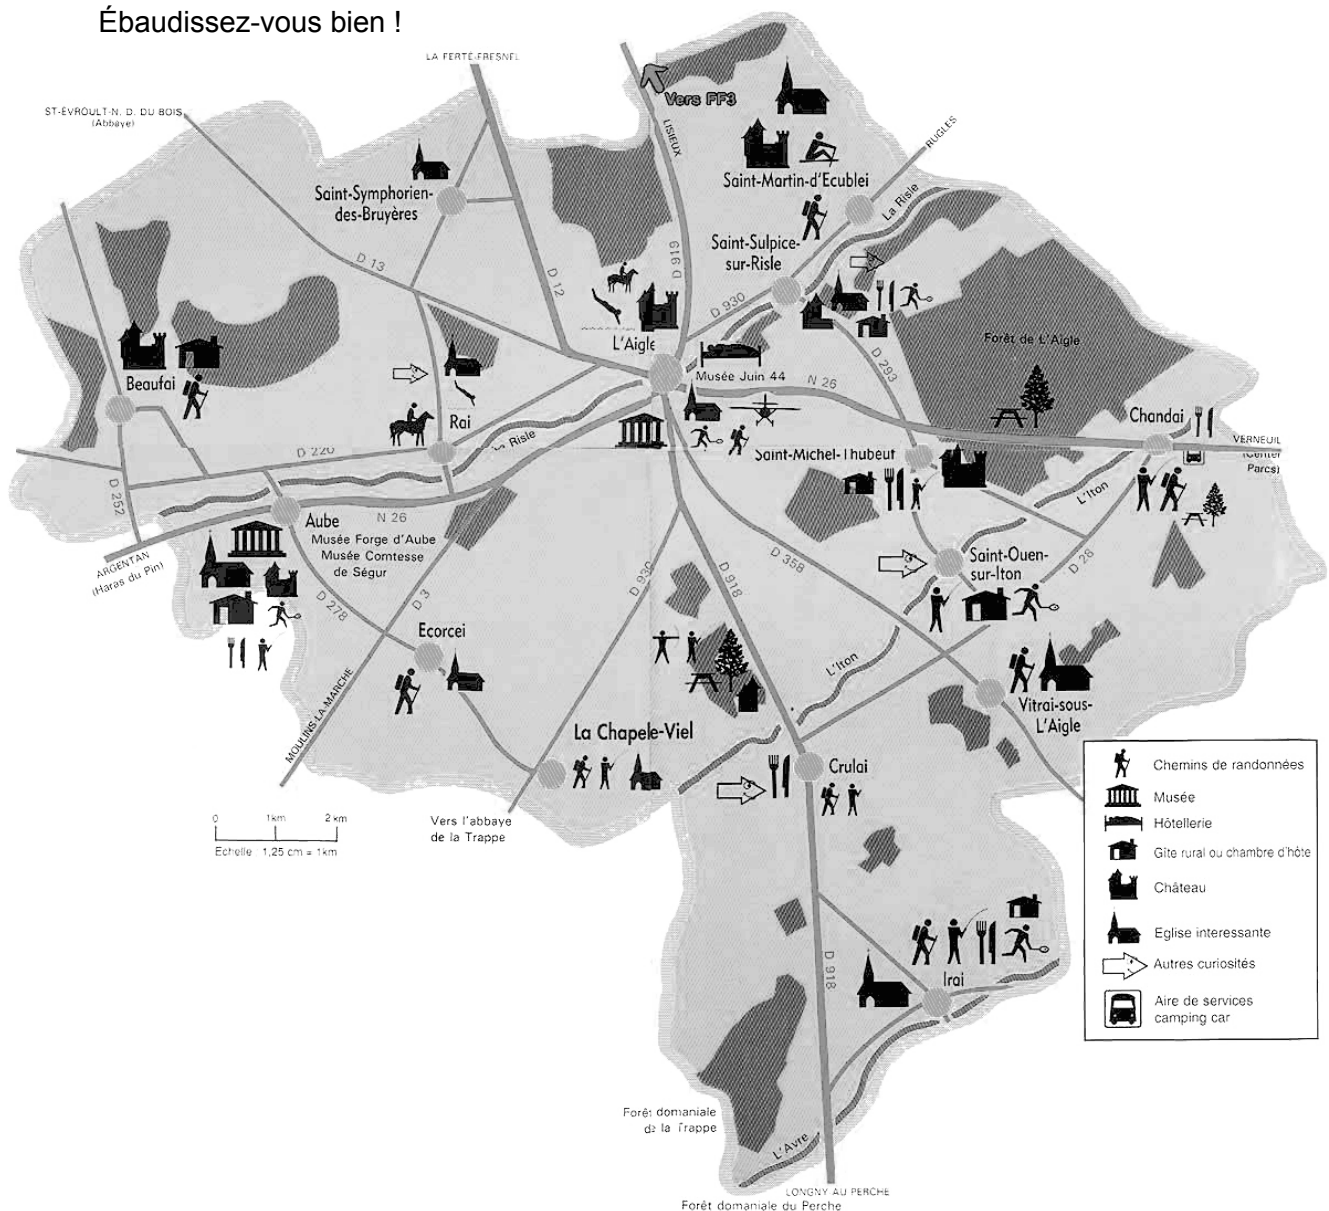 Ébaudissez-vous bien !
LA FERTÉ-FRESNEL
ST-EVROULT-N. D. DU BOIS
(Abbaye)
Vers PF3
LISIEUX
RUGLES
Saint-Martin-d'Ecublei
La Risle
Saint-Symphorien-
des-Bruyères
Saint-Sulpice-
sur-Risle
D 13
D 12
D 919
D 930
L'Aigle
Musée Juin 44
N 26
D 293
Forêt de L'Aigle
Beaufai
Rai
La Risle
Chandai
VERNEUIL
(Center
Parcs)
D 220
D 252
Saint-Michel-Thubeuf
L'Iton
N 26
Aube
Musée Forge d'Aube
Musée Comtesse
de Ségur
ARGENTAN
(Haras du Pin)
D 278
D 3
D 930
D 918
D 358
Saint-Ouen-
sur-Iton
D 28
Ecorcei
L'Iton
MOULINS-LA-MARCHE
Vitrai-sous-
L'Aigle
La Chapele-Viel
Crulai
Vers l'abbaye
de la Trappe
0 1km 2 km
Echelle : 1,25 cm = 1km
Chemins de randonnées
Musée
Hôtellerie
Gîte rural ou chambre d'hôte
Château
Eglise interessante
Autres curiosités
Aire de services
camping car
D 918
Irai
Forêt domaniale
de la Trappe
L'Avre
LONGNY AU PERCHE
Forêt domaniale du Perche